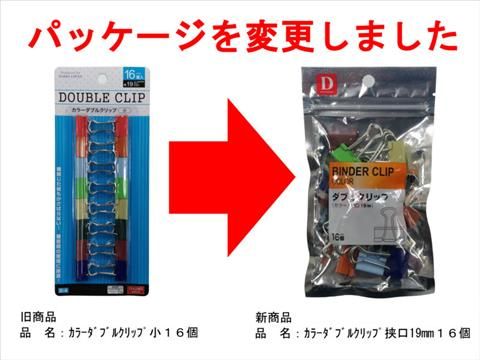 パッケージを変更しました
16個入
DOUBLE CLIP
カラーダブルクリップ 小
D
BINDER CLIP
COLOR
ダブルクリップ
16個
旧商品
品　名：ｶﾗｰﾀﾞﾌﾞﾙｸﾘｯﾌﾟ小１６個
新商品
品　名：ｶﾗｰﾀﾞﾌﾞﾙｸﾘｯﾌﾟ挟口19mm１６個